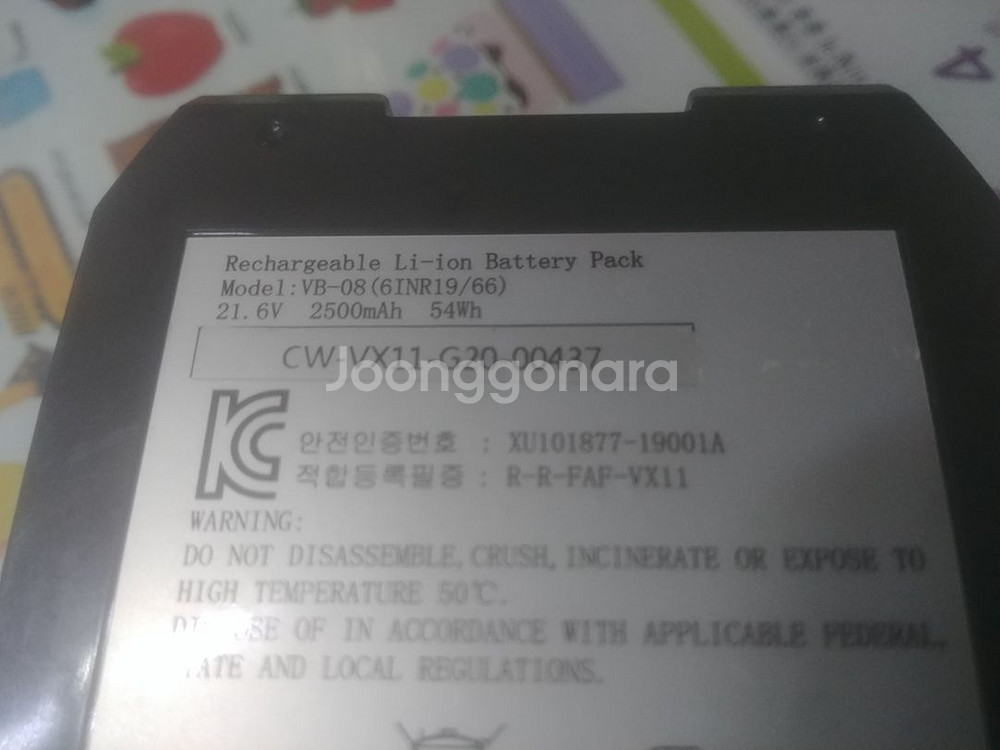 Rechargeable Li-ion Battery Pack
Model:VB-08(6INR19/66)
21.6V 2500mAh 54Wh
CW-VX11-G20-00437
Joonggonara
안전인증번호 : XU101877-19001A
적합등록필증 : R-R-FAF-VX11
WARNING:
DO NOT DISASSEMBLE, CRUSH, INCINERATE OR EXPOSE TO
HIGH TEMPERATURE 50℃.
OF IN ACCORDANCE WITH APPLICABLE FEDERAL,
AND LOCAL REGULATIONS.